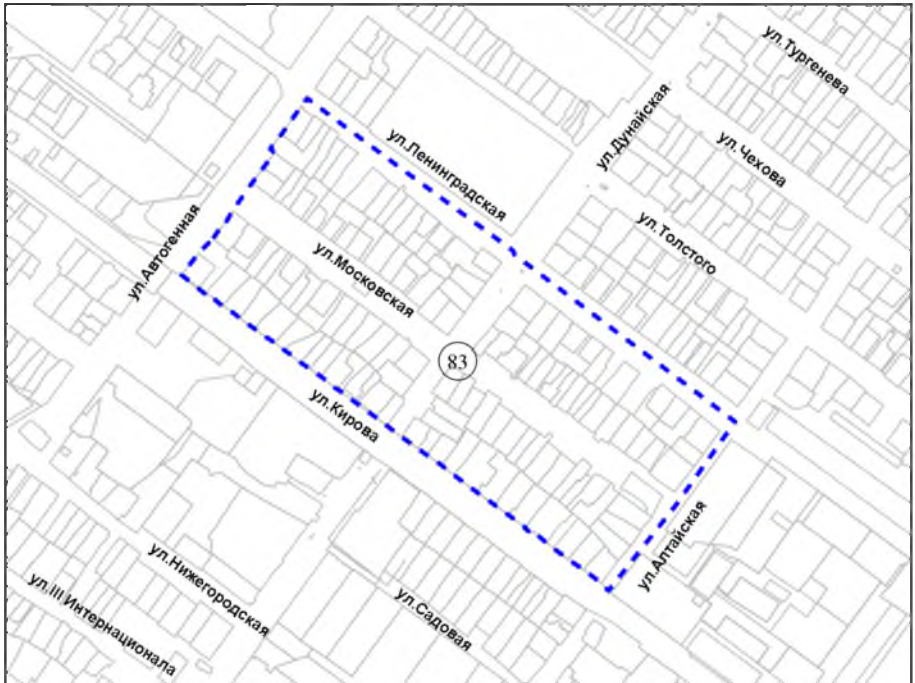 ул.Тургенева
ул.Дунайская
ул.Чехова
ул.Ленинградская
ул.Толстого
ул.Автогенная
ул.Московская
83
ул.Кирова
ул.Алтайская
ул.Нижегородская
ул.III Интернационала
ул.Садовая